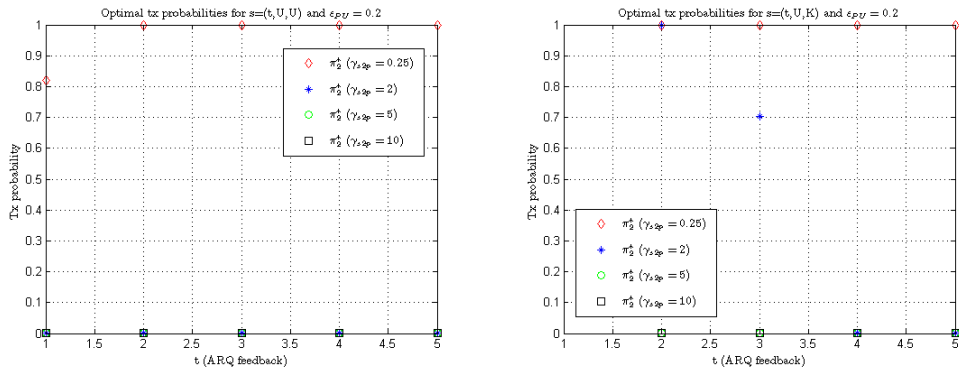 Optimal tx probabilities for s=(t,U,U) and ε_PU = 0.2
1
0.9
0.8
0.7
0.6
0.5
0.4
0.3
0.2
0.1
0
Tx probability
π₂* (γ_s2p = 0.25)
π₂* (γ_s2p = 2)
π₂* (γ_s2p = 5)
π₂* (γ_s2p = 10)
1 1.5 2 2.5 3 3.5 4 4.5 5
t (ARQ feedback)
Optimal tx probabilities for s=(t,U,K) and ε_PU = 0.2
1
0.9
0.8
0.7
0.6
0.5
0.4
0.3
0.2
0.1
0
Tx probability
π₂* (γ_s2p = 0.25)
π₂* (γ_s2p = 2)
π₂* (γ_s2p = 5)
π₂* (γ_s2p = 10)
1 1.5 2 2.5 3 3.5 4 4.5 5
t (ARQ feedback)